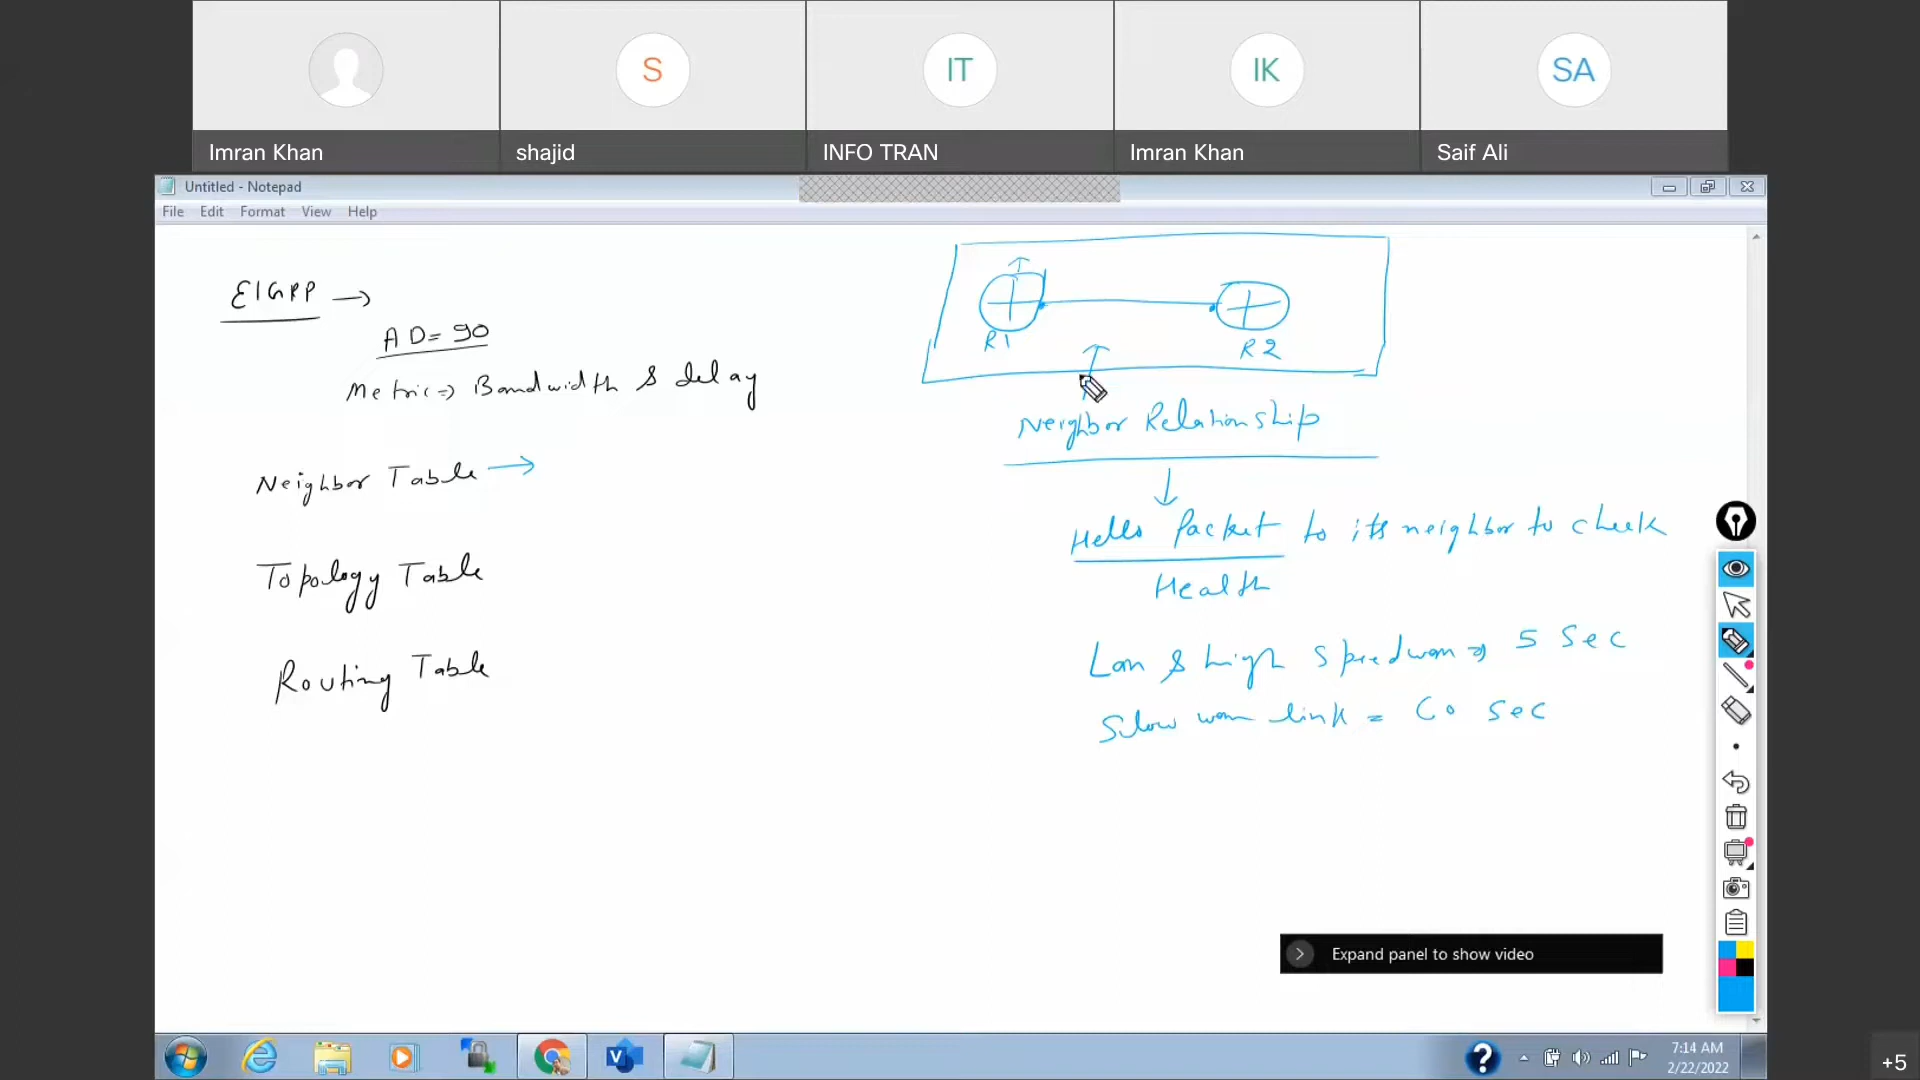 S
IT
IK
SA
Imran Khan
shajid
INFO TRAN
Imran Khan
Saif Ali
Untitled - Notepad
File Edit Format View Help
EIGRP →
AD= 90
Metric => Bandwidth & delay
Neighbor Table →
Topology Table
Routing Table
R1
R2
Neighbor Relationship
Hello Packet to its neighbor to check
Health
Lan & high speed wan => 5 Sec
Slow wan link = 60 Sec
Expand panel to show video
7:14 AM
2/22/2022
+5